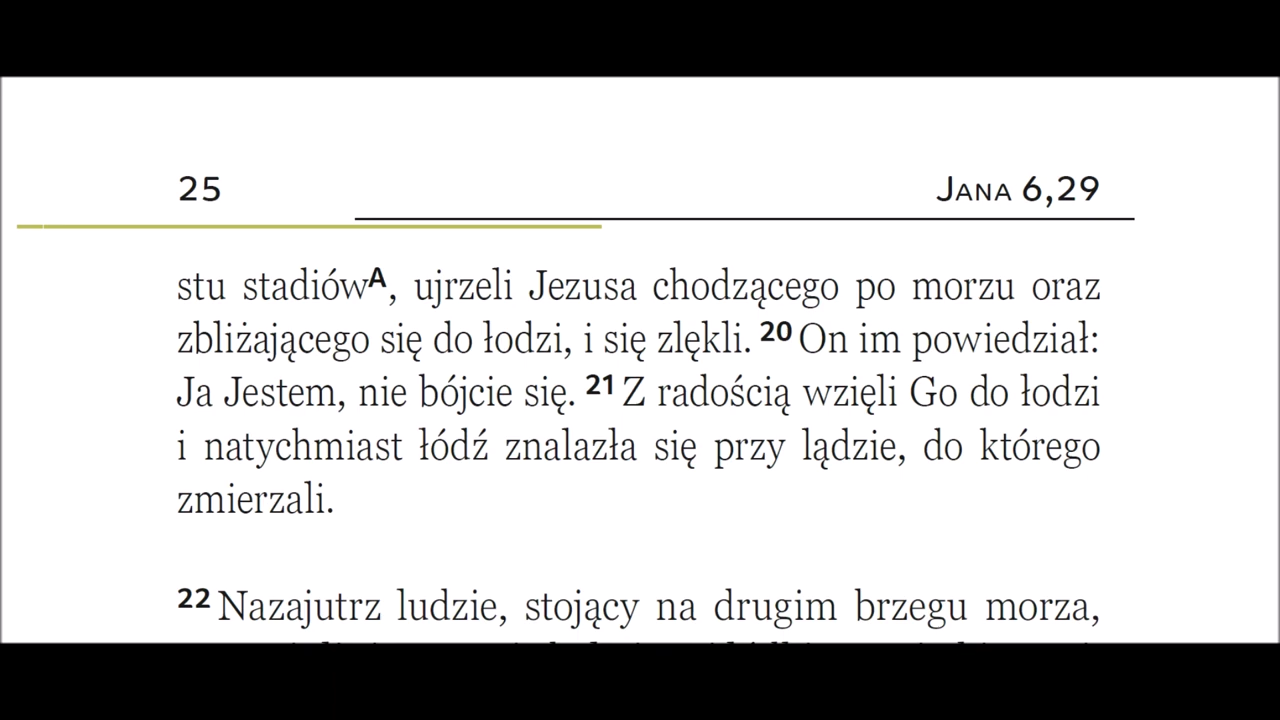 25 Jana 6,29
stu stadiówA, ujrzeli Jezusa chodzącego po morzu oraz
zbliżającego się do łodzi, i się zlękli. 20 On im powiedział:
Ja Jestem, nie bójcie się. 21 Z radością wzięli Go do łodzi
i natychmiast łódź znalazła się przy lądzie, do którego
zmierzali.
22 Nazajutrz ludzie, stojący na drugim brzegu morza,